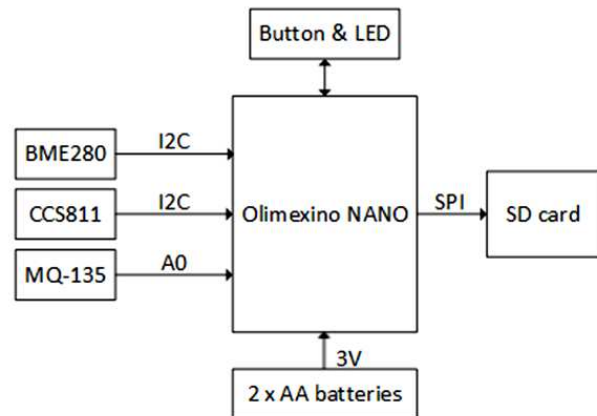 Button & LED
BME280
I2C
CCS811
I2C
Olimexino NANO
SPI
SD card
MQ-135
A0
3V
2 x AA batteries